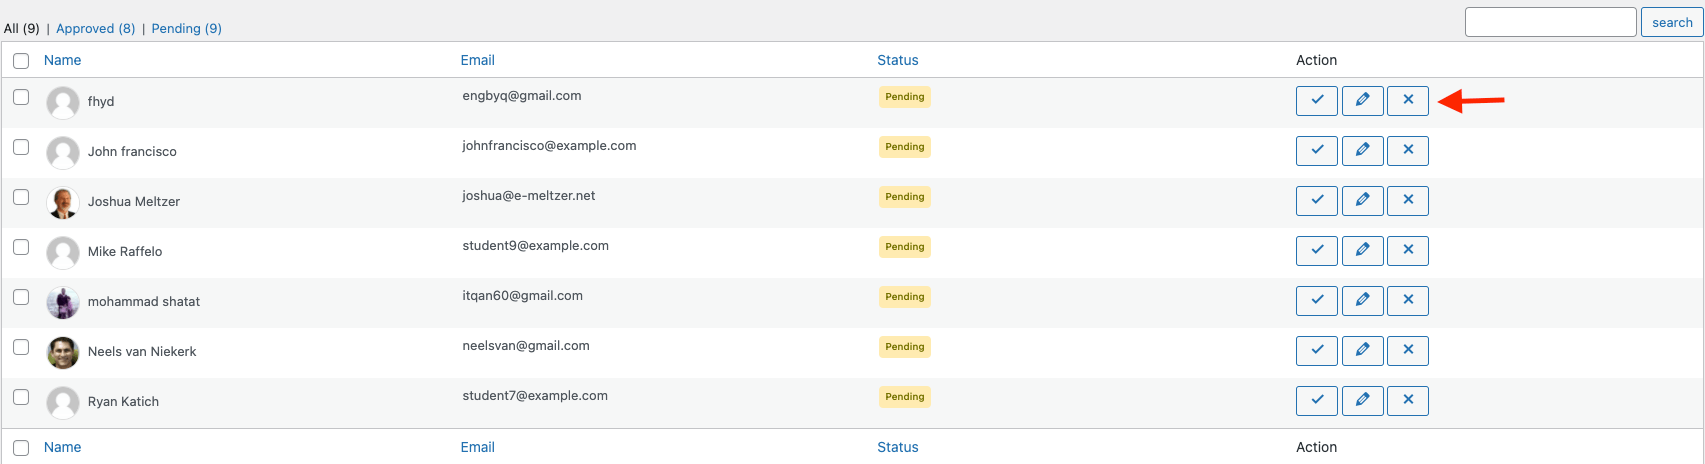 All (9) | Approved (8) | Pending (9) search
Name Email Status Action
fhyd engbyq@gmail.com Pending
John francisco johnfrancisco@example.com Pending
Joshua Meltzer joshua@e-meltzer.net Pending
Mike Raffelo student9@example.com Pending
mohammad shatat itqan60@gmail.com Pending
Neels van Niekerk neelsvan@gmail.com Pending
Ryan Katich student7@example.com Pending
Name Email Status Action